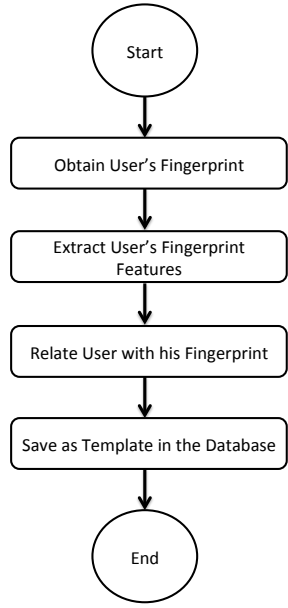 Start
Obtain User’s Fingerprint
Extract User’s Fingerprint
Features
Relate User with his Fingerprint
Save as Template in the Database
End